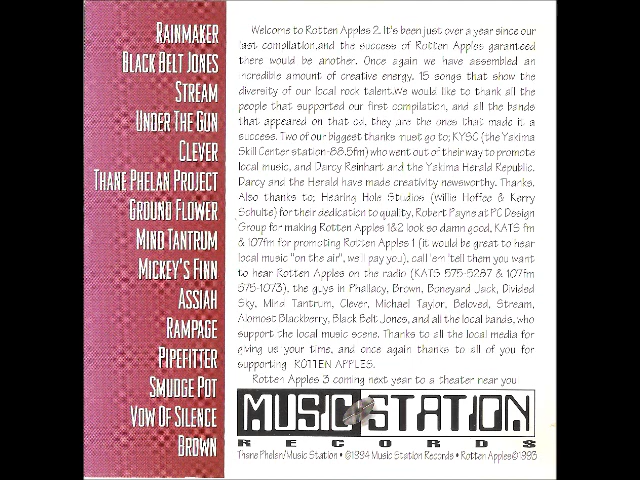 RAINMAKER
BLACK BELT JONES
STREAM
UNDER THE GUN
CLEVER
THANE PHELAN PROJECT
GROUND FLOWER
MIND TANTRUM
MICKEY'S FINN
ASSIAH
RAMPAGE
PIPEFITTER
SMUDGE POT
VOW OF SILENCE
BROWN
Welcome to Rotten Apples 2. It's been just over a year since our
last compilation,and the success of Rotten Apples garanteed
there would be another. Once again we have assembled an
incredible amount of creative energy. 15 songs that show the
diversity of our local rock talent.We would like to thank all the
people that supported our first compilation, and all the bands
that appeared on that cd, they are the ones that made it a
success. Two of our biggest thanks must go to; KYSC (the Yakima
Skill Center station-88.5fm) who went out of their way to promote
local music, and Darcy Reinhart and the Yakima Herald Republic.
Darcy and the Herald have made creativity newsworthy. Thanks.
Also thanks to; Hearing Hole Studios (Willie Hoffee & Kerry
Schulte) for their dedication to quality, Robert Payne at PC Design
Group for making Rotten Apples 1&2 look so damn good, KATS fm
& 107fm for promoting Rotten Apples 1 (it would be great to hear
local music "on the air", we'll pay you), call 'em tell them you want
to hear Rotten Apples on the radio (KATS 575-5287 & 107fm
575-1073), the guys in Phallacy, Brown, Boneyard Jack, Divided
Sky, Mind Tantrum, Clever, Michael Taylor, Beloved, Stream,
Alomost Blackberry, Black Belt Jones, and all the local bands, who
support the local music scene. Thanks to all the local media for
giving us your time, and once again thanks to all of you for
supporting ROTTEN APPLES.
Rotten Apples 3 coming next year to a theater near you
MUSIC STATION
RECORDS
Thane Phelan/Music Station • ©1994 Music Station Records • Rotten Apples©1993